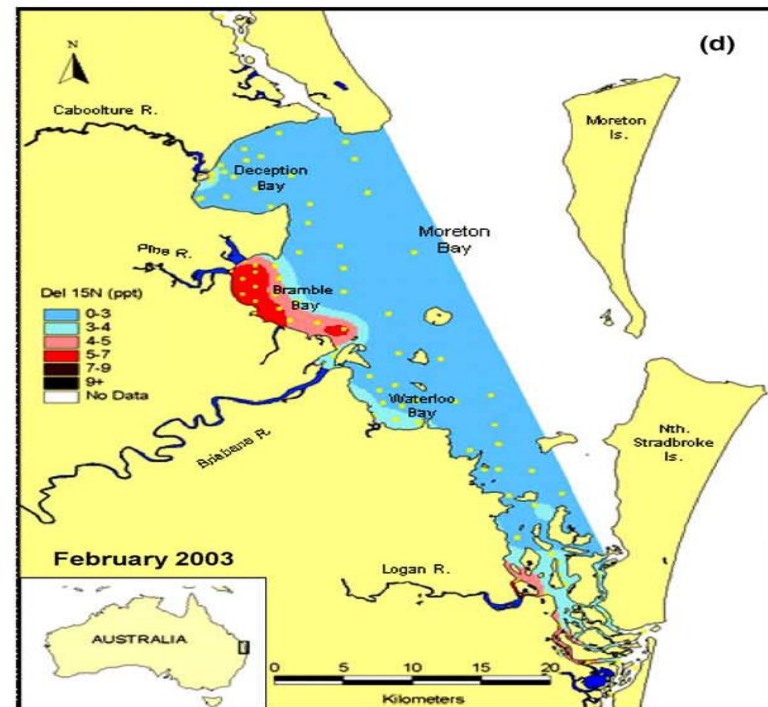 (d)
N
Caboolture R.
Moreton
Is.
Deception
Bay
Moreton
Bay
Pine R.
Bramble
Bay
Del 15N (ppt)
0-3
3-4
4-5
5-7
7-9
9+
No Data
Waterloo
Bay
Brisbane R.
Nth.
Stradbroke
Is.
February 2003
Logan R.
AUSTRALIA
0 5 10 15 20
Kilometers